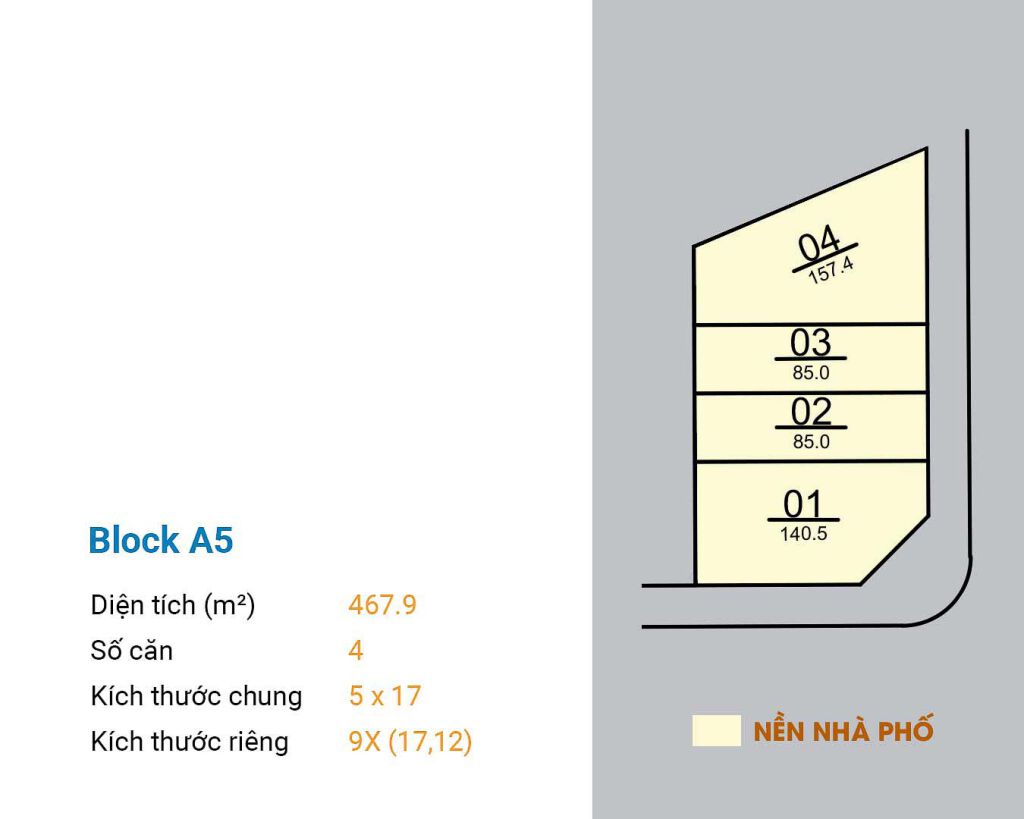 Block A5
Diện tích (m²) 467.9
Số căn 4
Kích thước chung 5 x 17
Kích thước riêng 9X (17,12)
04
157.4
03
85.0
02
85.0
01
140.5
NỀN NHÀ PHỐ